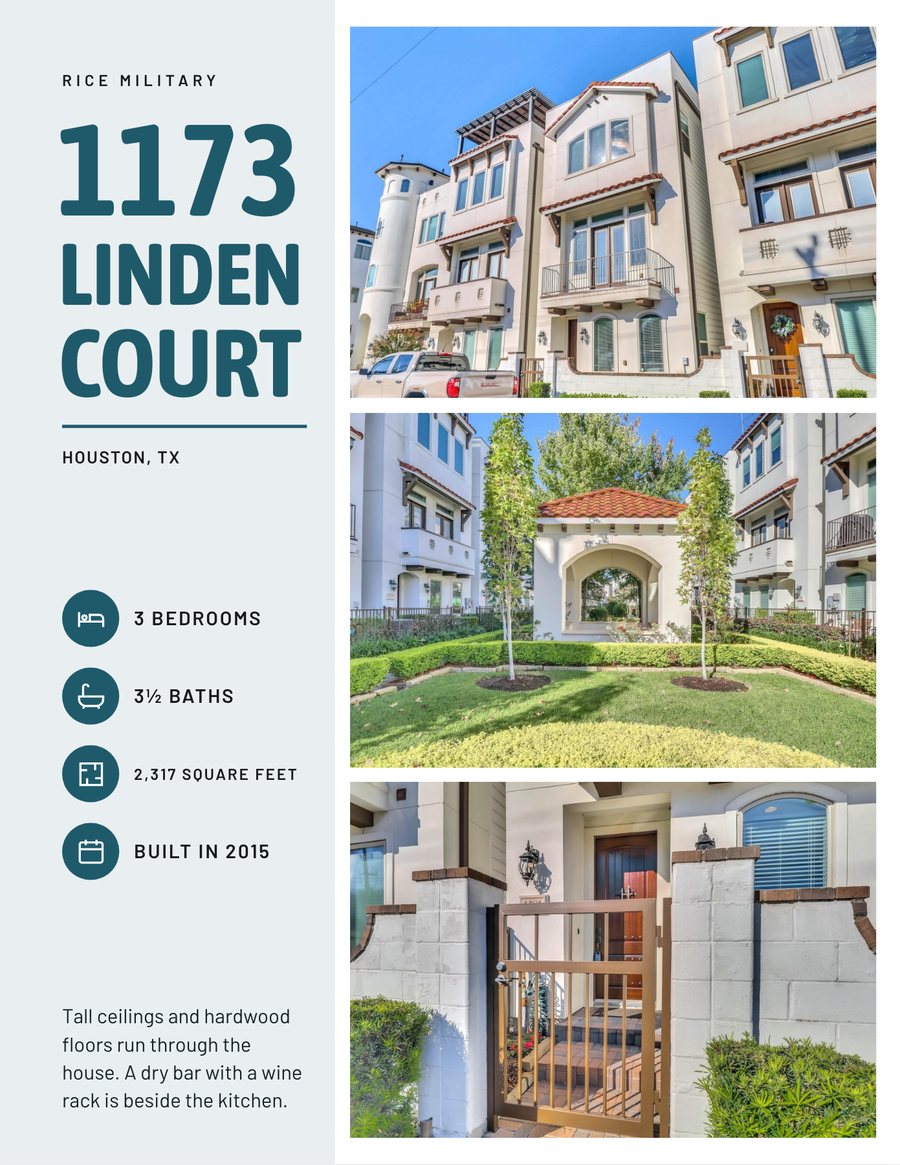 RICE MILITARY
1173
LINDEN
COURT
HOUSTON, TX
3 BEDROOMS
3½ BATHS
2,317 SQUARE FEET
BUILT IN 2015
Tall ceilings and hardwood
floors run through the
house. A dry bar with a wine
rack is beside the kitchen.